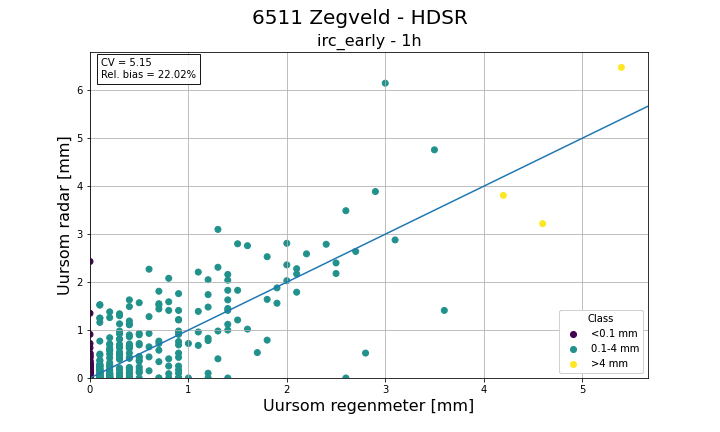 6511 Zegveld - HDSR
irc_early - 1h
CV = 5.15
Rel. bias = 22.02%
Uursom radar [mm]
6
5
4
3
2
1
0
0
1
2
3
4
5
Uursom regenmeter [mm]
Class
<0.1 mm
0.1-4 mm
>4 mm